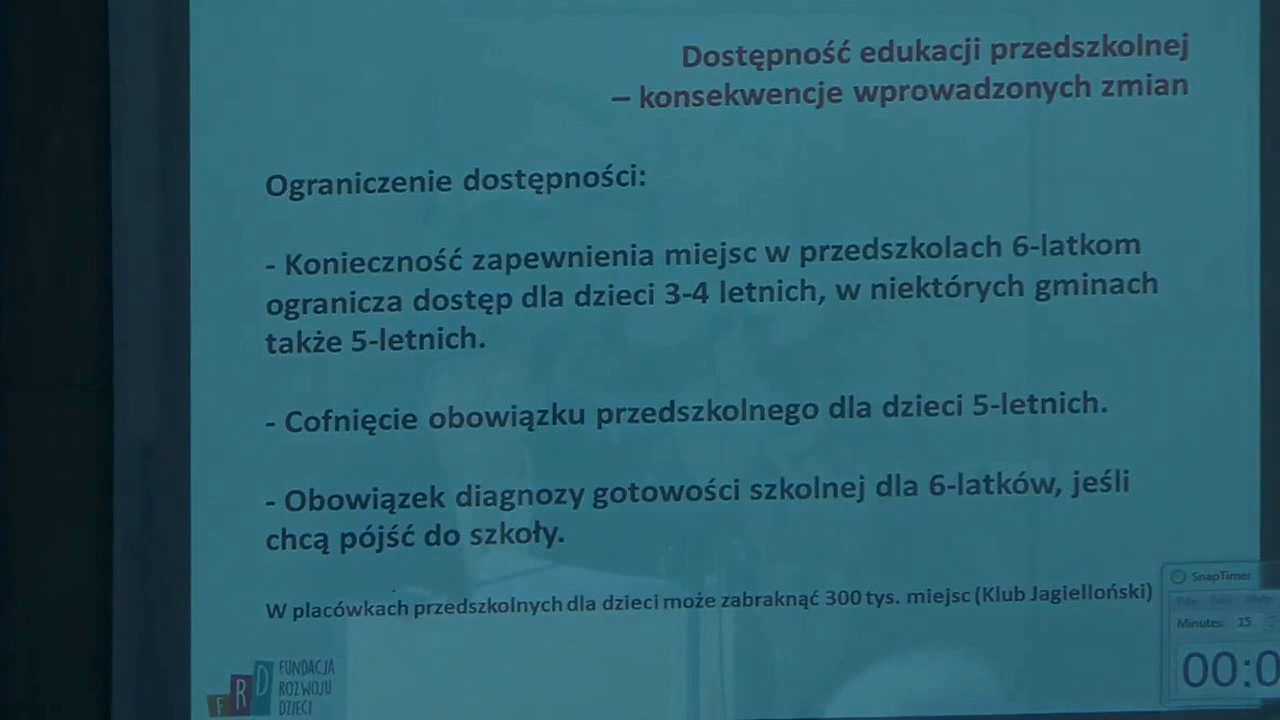 Dostępność edukacji przedszkolnej
– konsekwencje wprowadzonych zmian
Ograniczenie dostępności:
- Konieczność zapewnienia miejsc w przedszkolach 6-latkom
ogranicza dostęp dla dzieci 3-4 letnich, w niektórych gminach
także 5-letnich.
- Cofnięcie obowiązku przedszkolnego dla dzieci 5-letnich.
- Obowiązek diagnozy gotowości szkolnej dla 6-latków, jeśli
chcą pójść do szkoły.
W placówkach przedszkolnych dla dzieci może zabraknąć 300 tys. miejsc (Klub Jagielloński)
SnapTimer
Minutes: 15
00:0
FRD FUNDACJA
ROZWOJU
DZIECI